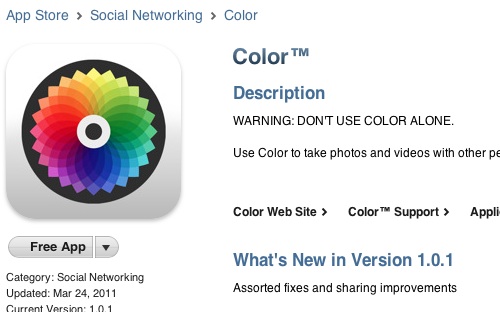 App Store > Social Networking > Color
Color™
Description
WARNING: DON'T USE COLOR ALONE.
Use Color to take photos and videos with other pe
Color Web Site > Color™ Support > Appli
Free App
What's New in Version 1.0.1
Category: Social Networking
Updated: Mar 24, 2011
Assorted fixes and sharing improvements
Current Version: 1.0.1